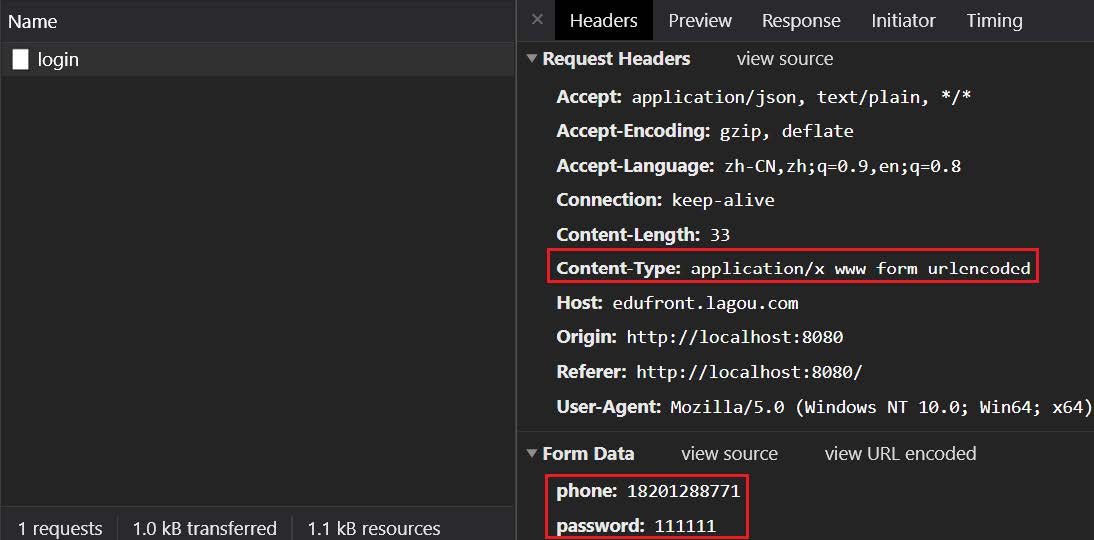 Name
login
1 requests 1.0 kB transferred 1.1 kB resources
× Headers Preview Response Initiator Timing
Request Headers view source
Accept: application/json, text/plain, */*
Accept-Encoding: gzip, deflate
Accept-Language: zh-CN,zh;q=0.9,en;q=0.8
Connection: keep-alive
Content-Length: 33
Content-Type: application/x www form urlencoded
Host: edufront.lagou.com
Origin: http://localhost:8080
Referer: http://localhost:8080/
User-Agent: Mozilla/5.0 (Windows NT 10.0; Win64; x64)
Form Data view source view URL encoded
phone: 18201288771
password: 111111